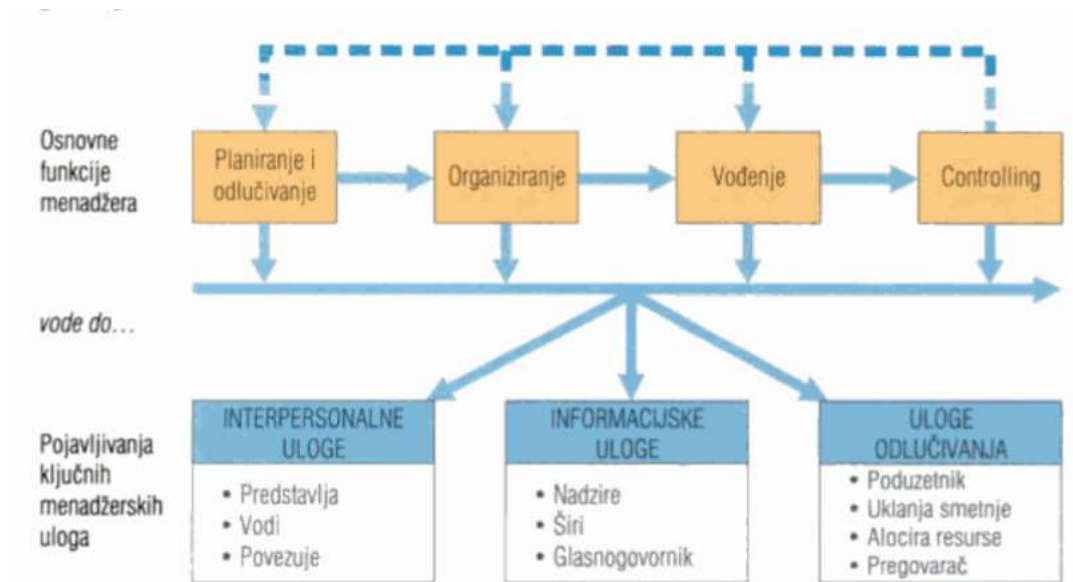 Osnovne
funkcije
menadžera
Planiranje i
odlučivanje
Organiziranje
Vođenje
Controlling
vode do...
Pojavljivanja
ključnih
menadžerskih
uloga
INTERPERSONALNE
ULOGE
• Predstavlja
• Vodi
• Povezuje
INFORMACIJSKE
ULOGE
• Nadzire
• Širi
• Glasnogovornik
ULOGE
ODLUČIVANJA
• Poduzetnik
• Uklanja smetnje
• Alocira resurse
• Pregovarač